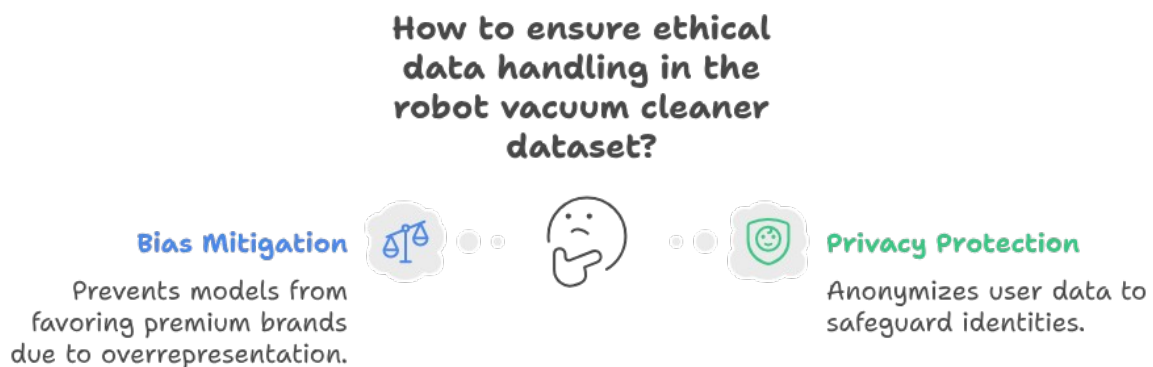 How to ensure ethical
data handling in the
robot vacuum cleaner
dataset?
Bias Mitigation
Prevents models from
favoring premium brands
due to overrepresentation.
Privacy Protection
Anonymizes user data to
safeguard identities.